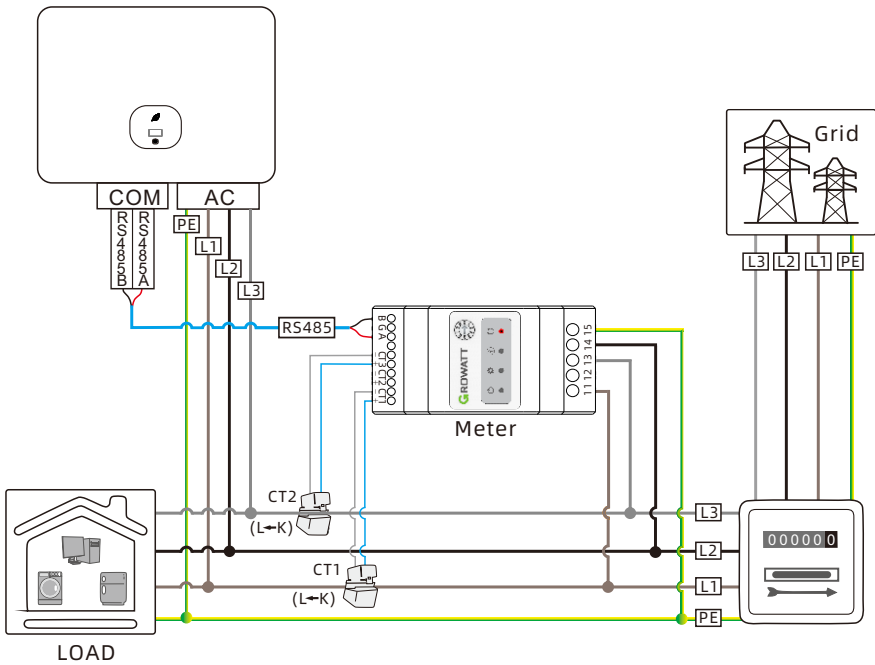 COM
AC
RS485B
RS485A
PE
L1
L2
L3
Grid
L3
L2
L1
PE
RS485
B
G
A
-
CT3
+
-
CT2
+
-
CT1
+
GROWATT
15
14
13
12
11
Meter
CT2
(L←K)
CT1
(L←K)
L3
L2
L1
PE
000000
LOAD